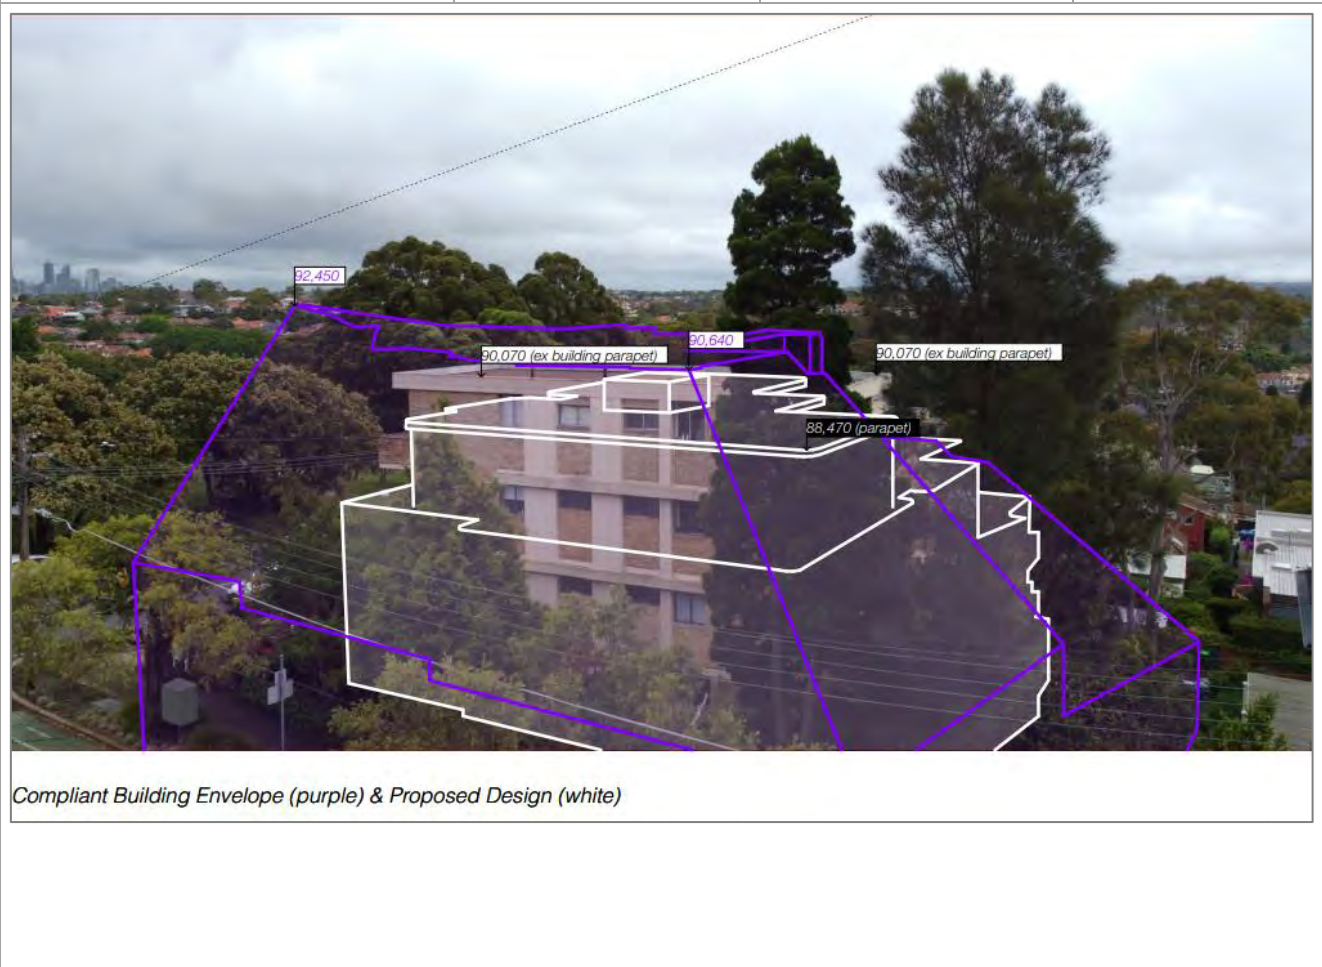 92,450
90,640
90,070 (ex building parapet)
90,070 (ex building parapet)
88,470 (parapet)
Compliant Building Envelope (purple) & Proposed Design (white)